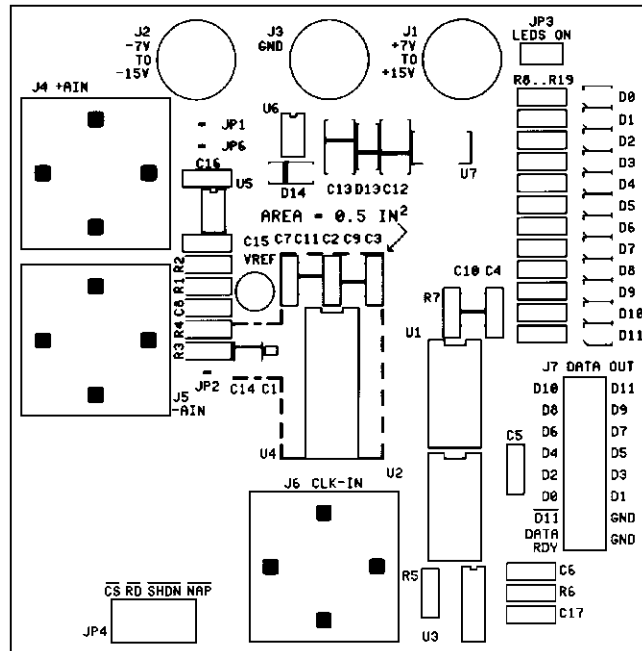 J2
-7V
TO
-15V
J3
GND
J1
+7V
TO
+15V
JP3
LEDS ON
J4 +AIN
R8..R19
D0
D1
D2
D3
D4
D5
D6
D7
D8
D9
D10
D11
JP1
JP6
U6
C16
U5
D14
C13 D13 C12
U7
AREA = 0.5 IN²
C15
VREF
C7 C11 C2 C9 C3
R2
R1
C8
R4
R3
C10 C4
R7
U1
JP2
C14 C1
J5
-AIN
U4
U2
J7 DATA OUT
D10 D11
D8 D9
D6 D7
D4 D5
D2 D3
D0 D1
D11 GND
DATA
RDY GND
C5
J6 CLK-IN
R5
U3
C6
R6
C17
CS RD SHDN NAP
JP4